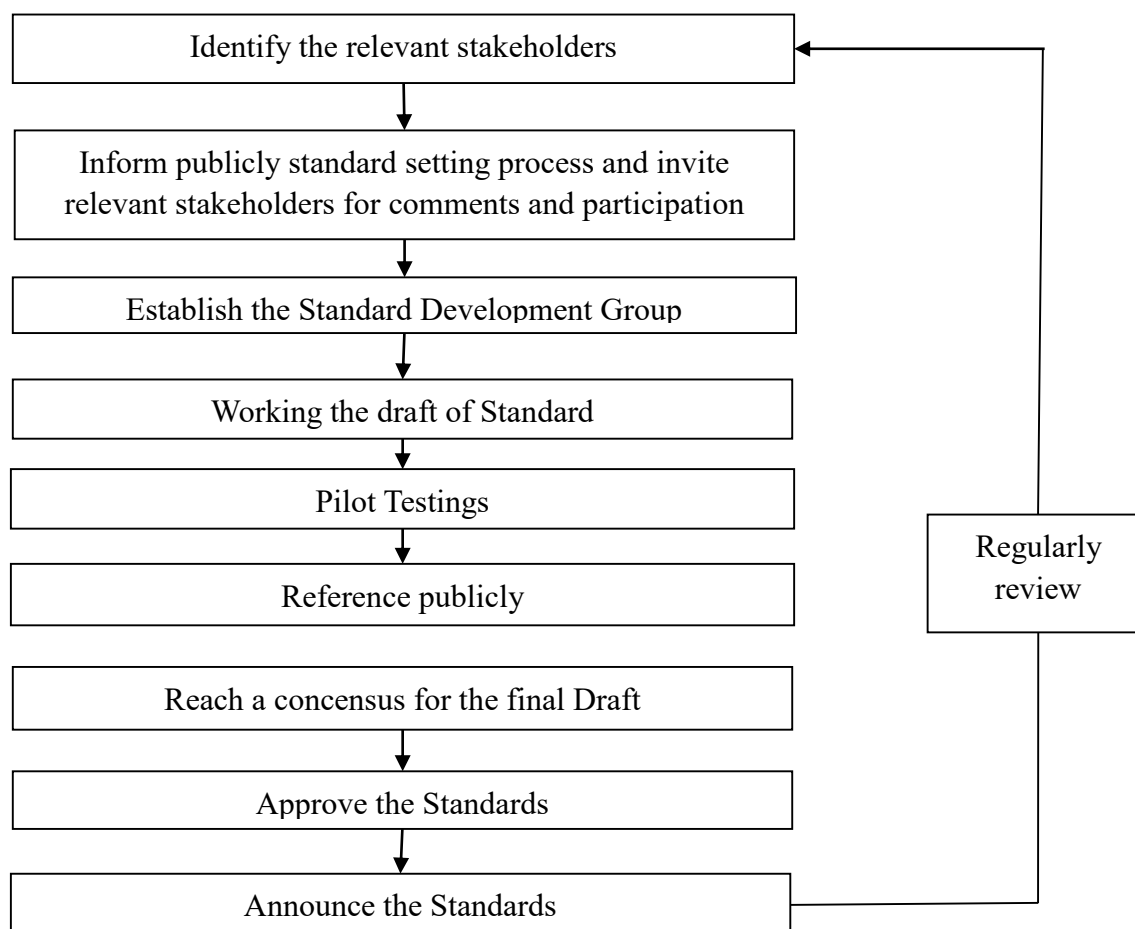 Identify the relevant stakeholders
Inform publicly standard setting process and invite
relevant stakeholders for comments and participation
Establish the Standard Development Group
Working the draft of Standard
Pilot Testings
Reference publicly
Regularly
review
Reach a concensus for the final Draft
Approve the Standards
Announce the Standards